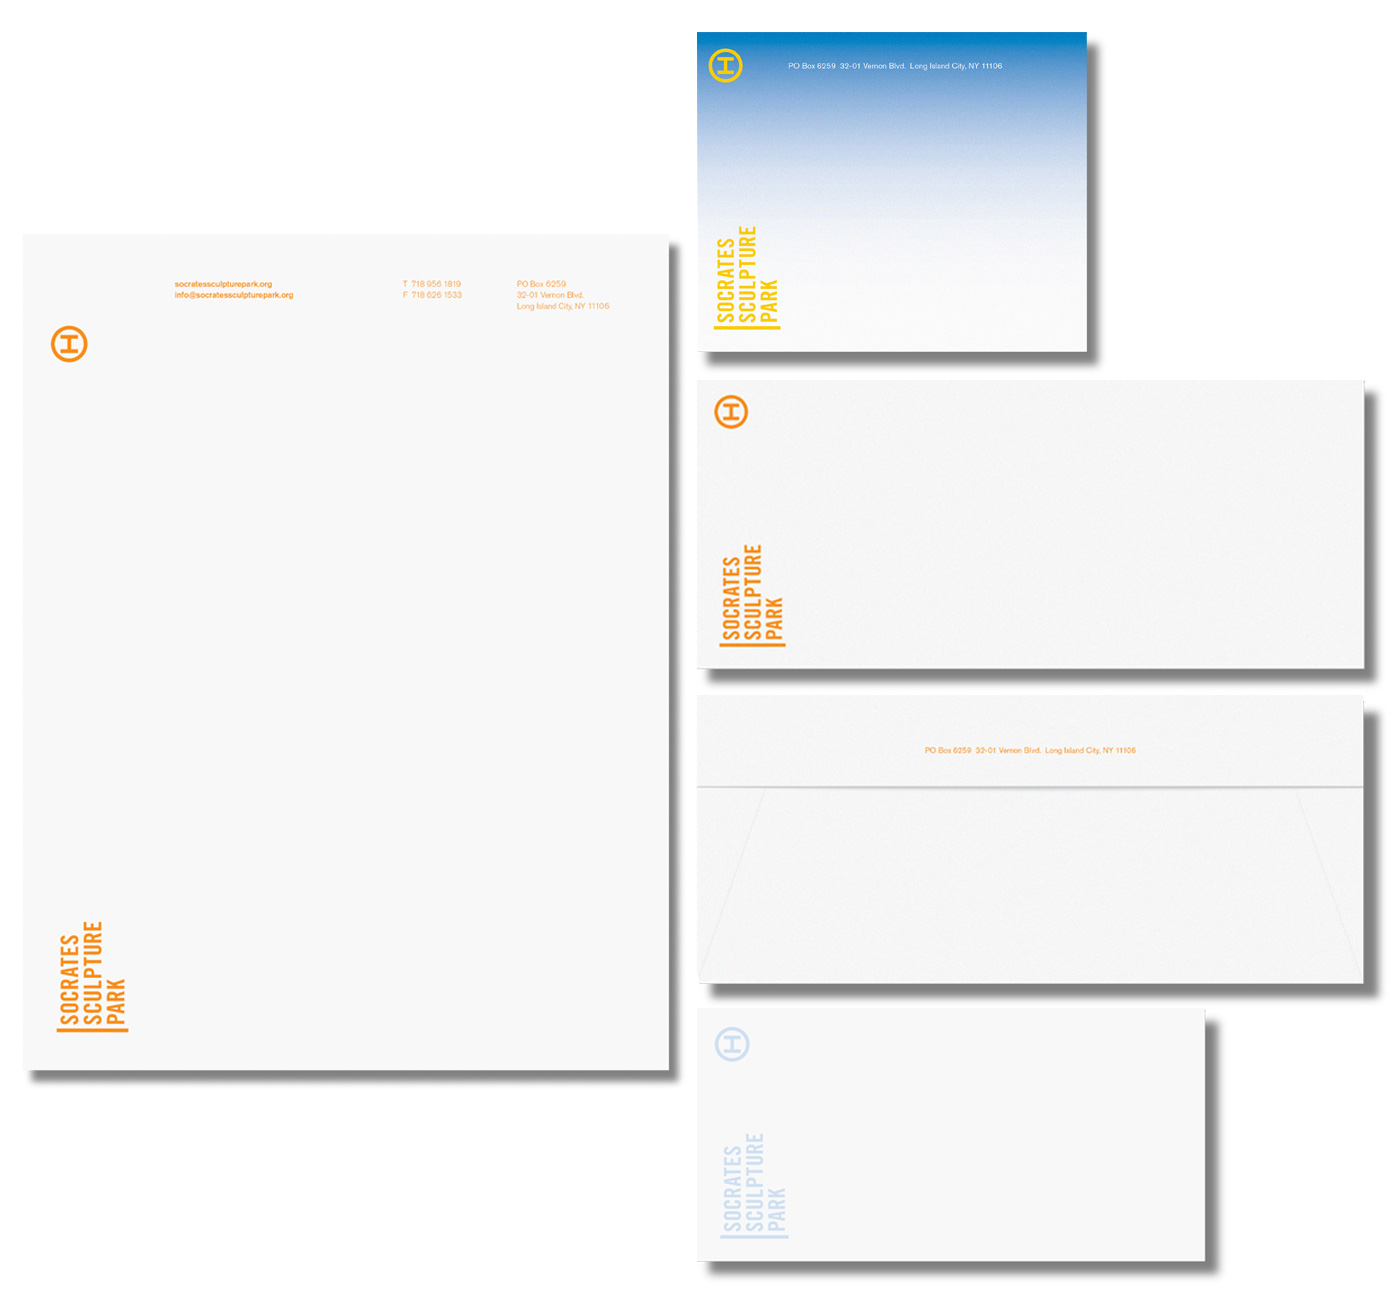 socratessculpturepark.org
info@socratessculpturepark.org
T 718 956 1819
F 718 626 1533
PO Box 6259
32-01 Vernon Blvd.
Long Island City, NY 11106
SOCRATES
SCULPTURE
PARK
PO Box 6259 32-01 Vernon Blvd. Long Island City, NY 11106
SOCRATES
SCULPTURE
PARK
SOCRATES
SCULPTURE
PARK
PO Box 6259 32-01 Vernon Blvd. Long Island City, NY 11106
SOCRATES
SCULPTURE
PARK